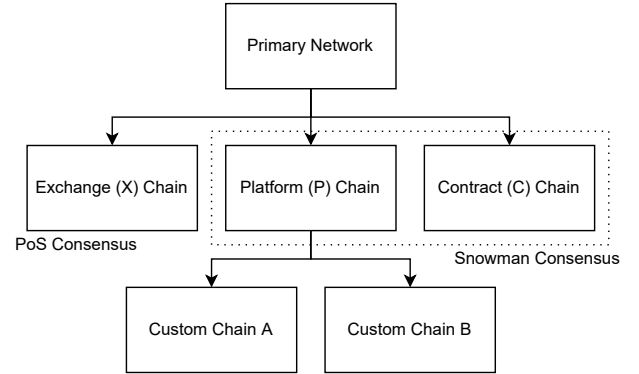 Primary Network
Exchange (X) Chain
Platform (P) Chain
Contract (C) Chain
PoS Consensus
Snowman Consensus
Custom Chain A
Custom Chain B